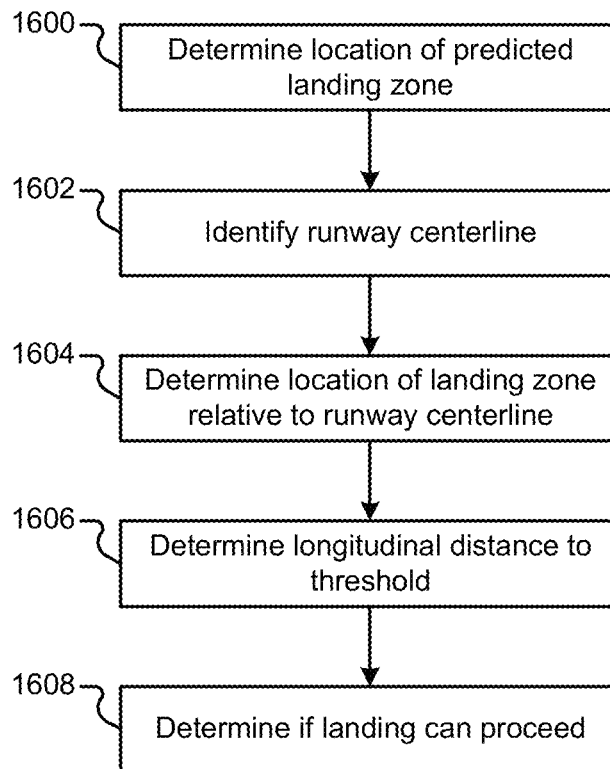 1600
Determine location of predicted
landing zone
1602
Identify runway centerline
1604
Determine location of landing zone
relative to runway centerline
1606
Determine longitudinal distance to
threshold
1608
Determine if landing can proceed